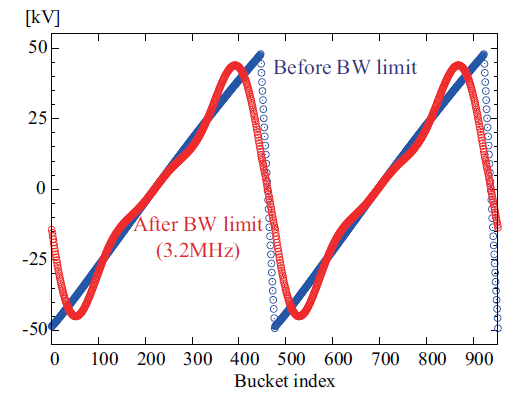 [kV]
50
Before BW limit
25
0
After BW limit
-25
(3.2MHz)
-50
0 100 200 300 400 500 600 700 800 900
Bucket index